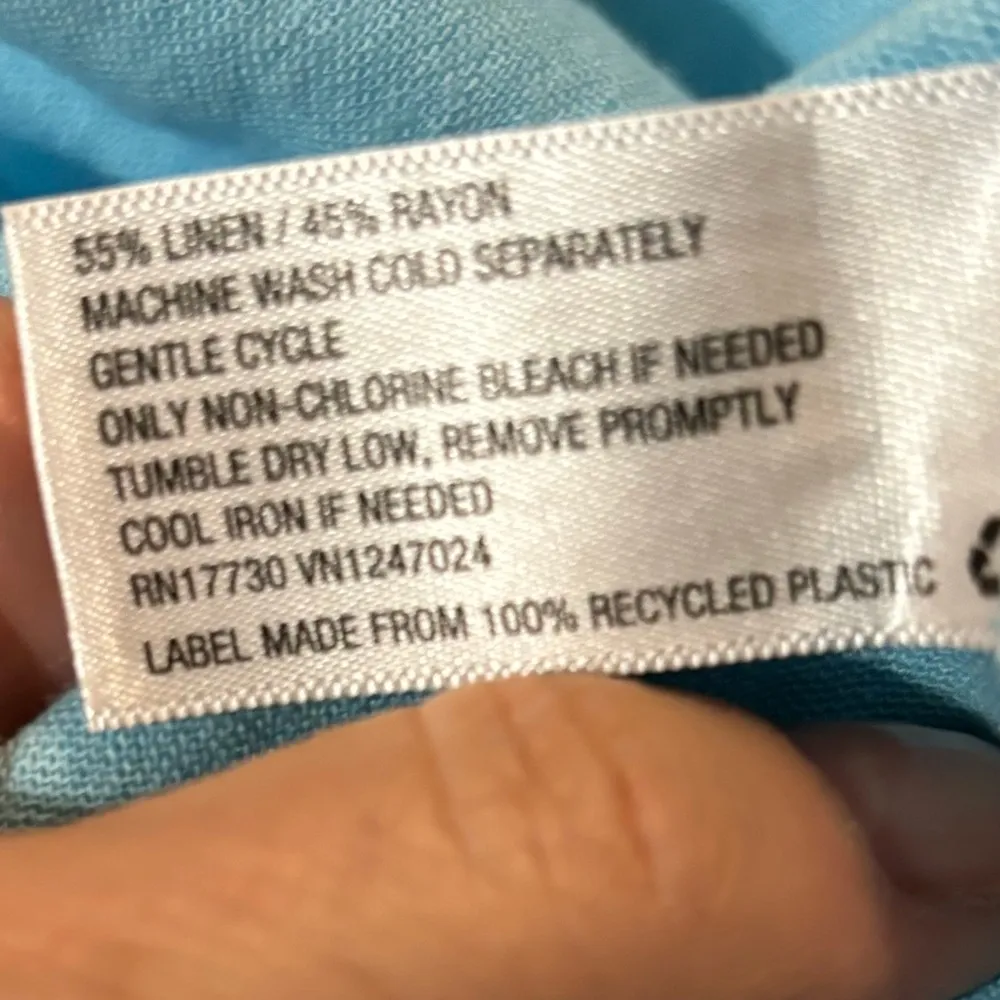 55% LINEN / 45% RAYON
MACHINE WASH COLD SEPARATELY
GENTLE CYCLE
ONLY NON-CHLORINE BLEACH IF NEEDED
TUMBLE DRY LOW, REMOVE PROMPTLY
COOL IRON IF NEEDED
RN17730 VN1247024
LABEL MADE FROM 100% RECYCLED PLASTIC